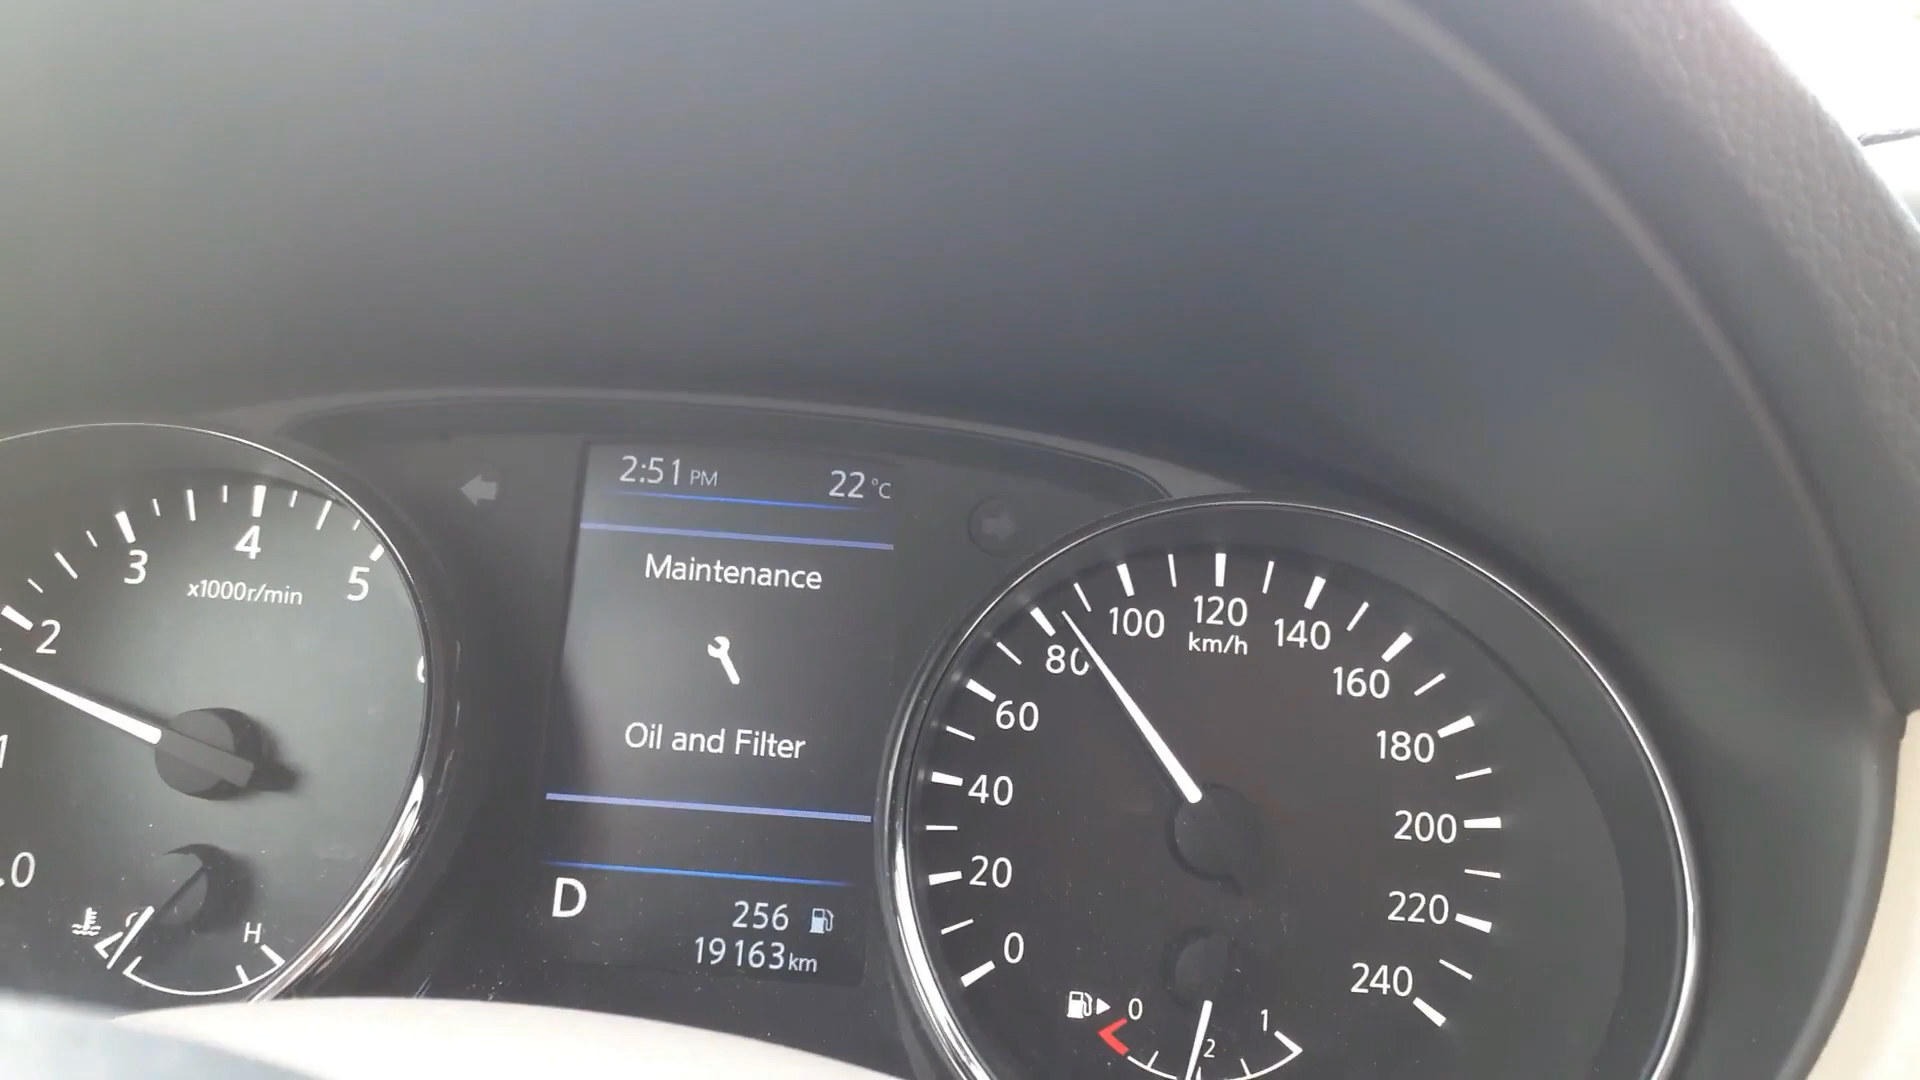 2:51 PM 22°C
Maintenance
Oil and Filter
D
256
19163km
1
2
3
4
5
x1000r/min
H
0
20
40
60
80
100
120
140
160
180
200
220
240
km/h
0
2
1